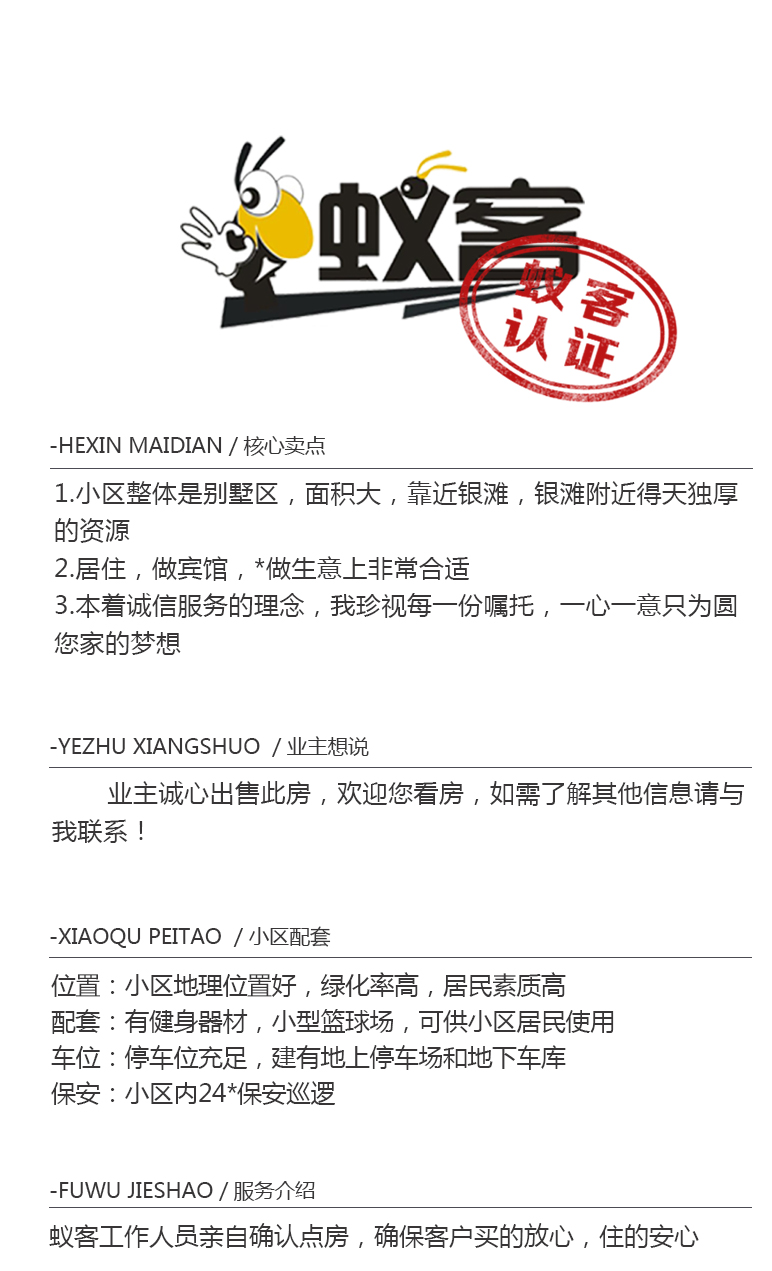 蚁客
蚁客
认证
-HEXIN MAIDIAN / 核心卖点
1.小区整体是别墅区，面积大，靠近银滩，银滩附近得天独厚
的资源
2.居住，做宾馆，*做生意上非常合适
3.本着诚信服务的理念，我珍视每一份嘱托，一心一意只为圆
您家的梦想
-YEZHU XIANGSHUO / 业主想说
业主诚心出售此房，欢迎您看房，如需了解其他信息请与
我联系！
-XIAOQU PEITAO / 小区配套
位置：小区地理位置好，绿化率高，居民素质高
配套：有健身器材，小型篮球场，可供小区居民使用
车位：停车位充足，建有地上停车场和地下车库
保安：小区内24*保安巡逻
-FUWU JIESHAO / 服务介绍
蚁客工作人员亲自确认点房，确保客户买的放心，住的安心